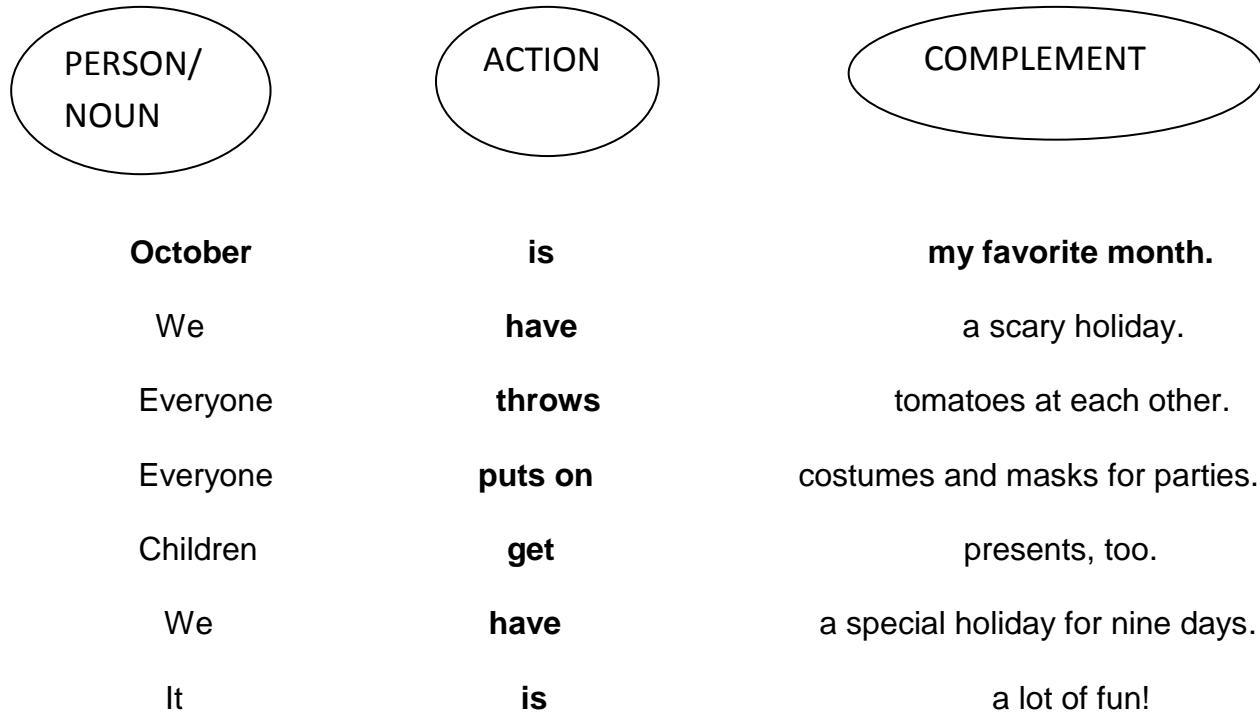 PERSON/ NOUN ACTION COMPLEMENT
October is my favorite month.
We have a scary holiday.
Everyone throws tomatoes at each other.
Everyone puts on costumes and masks for parties.
Children get presents, too.
We have a special holiday for nine days.
It is a lot of fun!